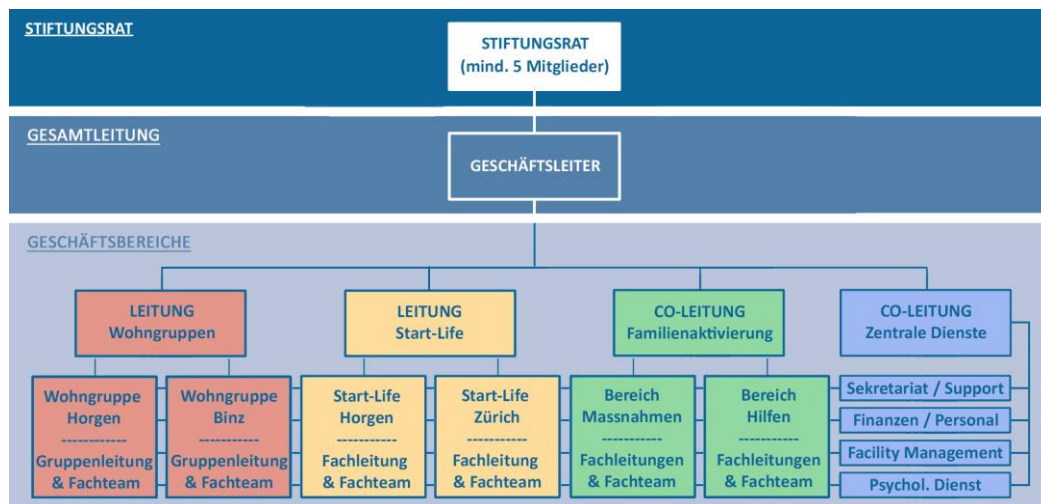 STIFTUNGSRAT
STIFTUNGSRAT
(mind. 5 Mitglieder)
GESAMTLEITUNG
GESCHÄFTSLEITER
GESCHÄFTSBEREICHE
LEITUNG
Wohngruppen
LEITUNG
Start-Life
CO-LEITUNG
Familienaktivierung
CO-LEITUNG
Zentrale Dienste
Wohngruppe
Horgen
------------
Gruppenleitung
& Fachteam
Wohngruppe
Binz
------------
Gruppenleitung
& Fachteam
Start-Life
Horgen
------------
Fachleitung
& Fachteam
Start-Life
Zürich
------------
Fachleitung
& Fachteam
Bereich
Massnahmen
------------
Fachleitungen
& Fachteam
Bereich
Hilfen
------------
Fachleitungen
& Fachteam
Sekretariat / Support
Finanzen / Personal
Facility Management
Psychol. Dienst